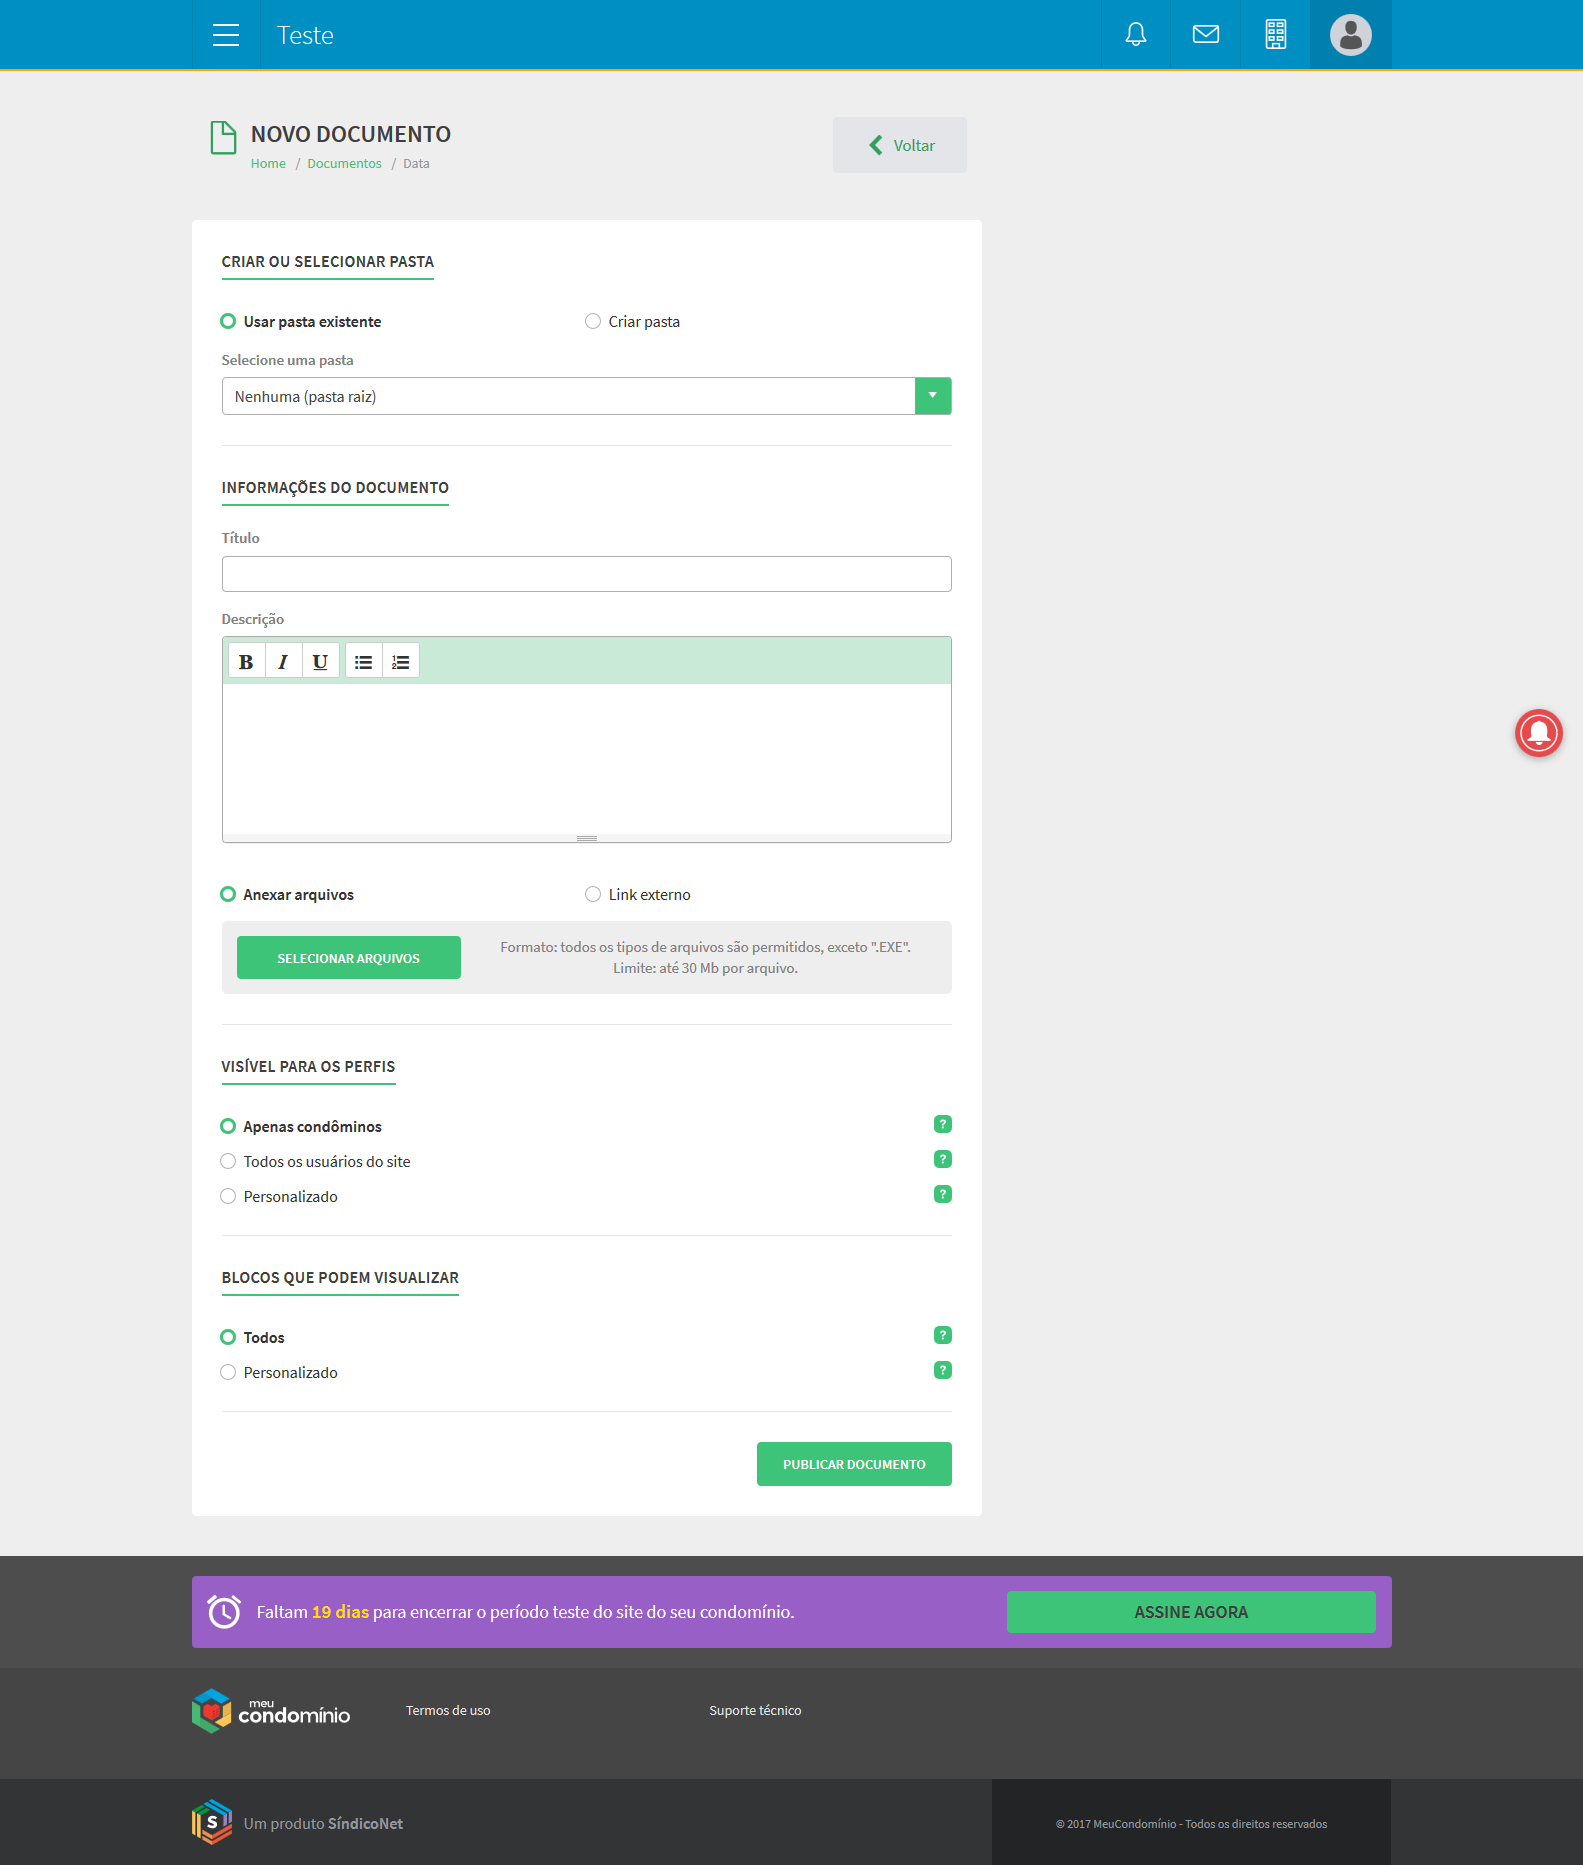 Teste
NOVO DOCUMENTO
Home / Documentos / Data
Voltar
CRIAR OU SELECIONAR PASTA
Usar pasta existente
Criar pasta
Selecione uma pasta
Nenhuma (pasta raiz)
INFORMAÇÕES DO DOCUMENTO
Título
Descrição
B I U
Anexar arquivos
Link externo
SELECIONAR ARQUIVOS
Formato: todos os tipos de arquivos são permitidos, exceto ".EXE".
Limite: até 30 Mb por arquivo.
VISÍVEL PARA OS PERFIS
Apenas condôminos
?
Todos os usuários do site
?
Personalizado
?
BLOCOS QUE PODEM VISUALIZAR
Todos
?
Personalizado
?
PUBLICAR DOCUMENTO
Faltam 19 dias para encerrar o período teste do site do seu condomínio.
ASSINE AGORA
meu
condomínio
Termos de uso
Suporte técnico
S
Um produto SíndicoNet
© 2017 MeuCondomínio - Todos os direitos reservados